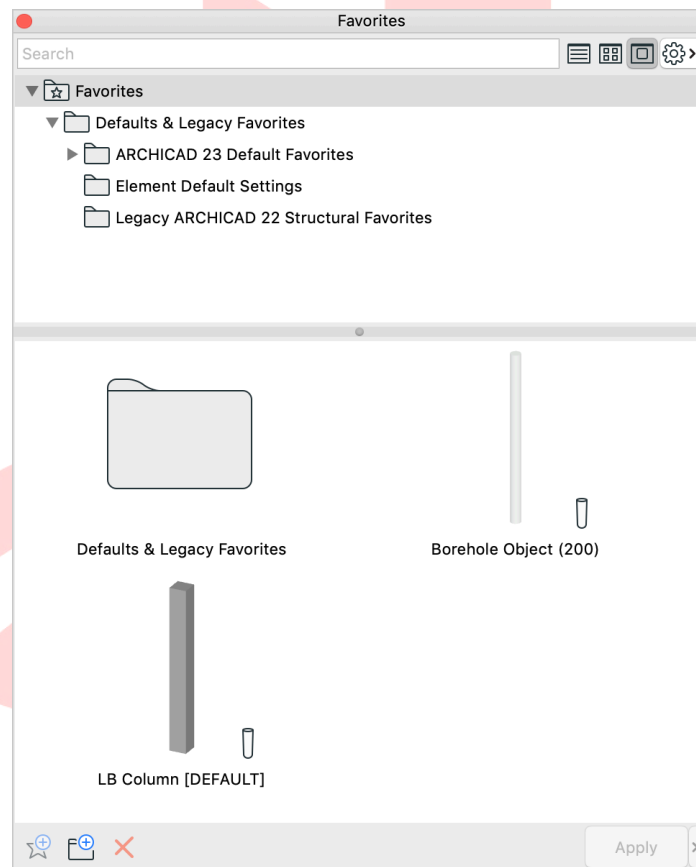 Favorites
Search
Favorites
Defaults & Legacy Favorites
ARCHICAD 23 Default Favorites
Element Default Settings
Legacy ARCHICAD 22 Structural Favorites
Defaults & Legacy Favorites
Borehole Object (200)
LB Column [DEFAULT]
Apply